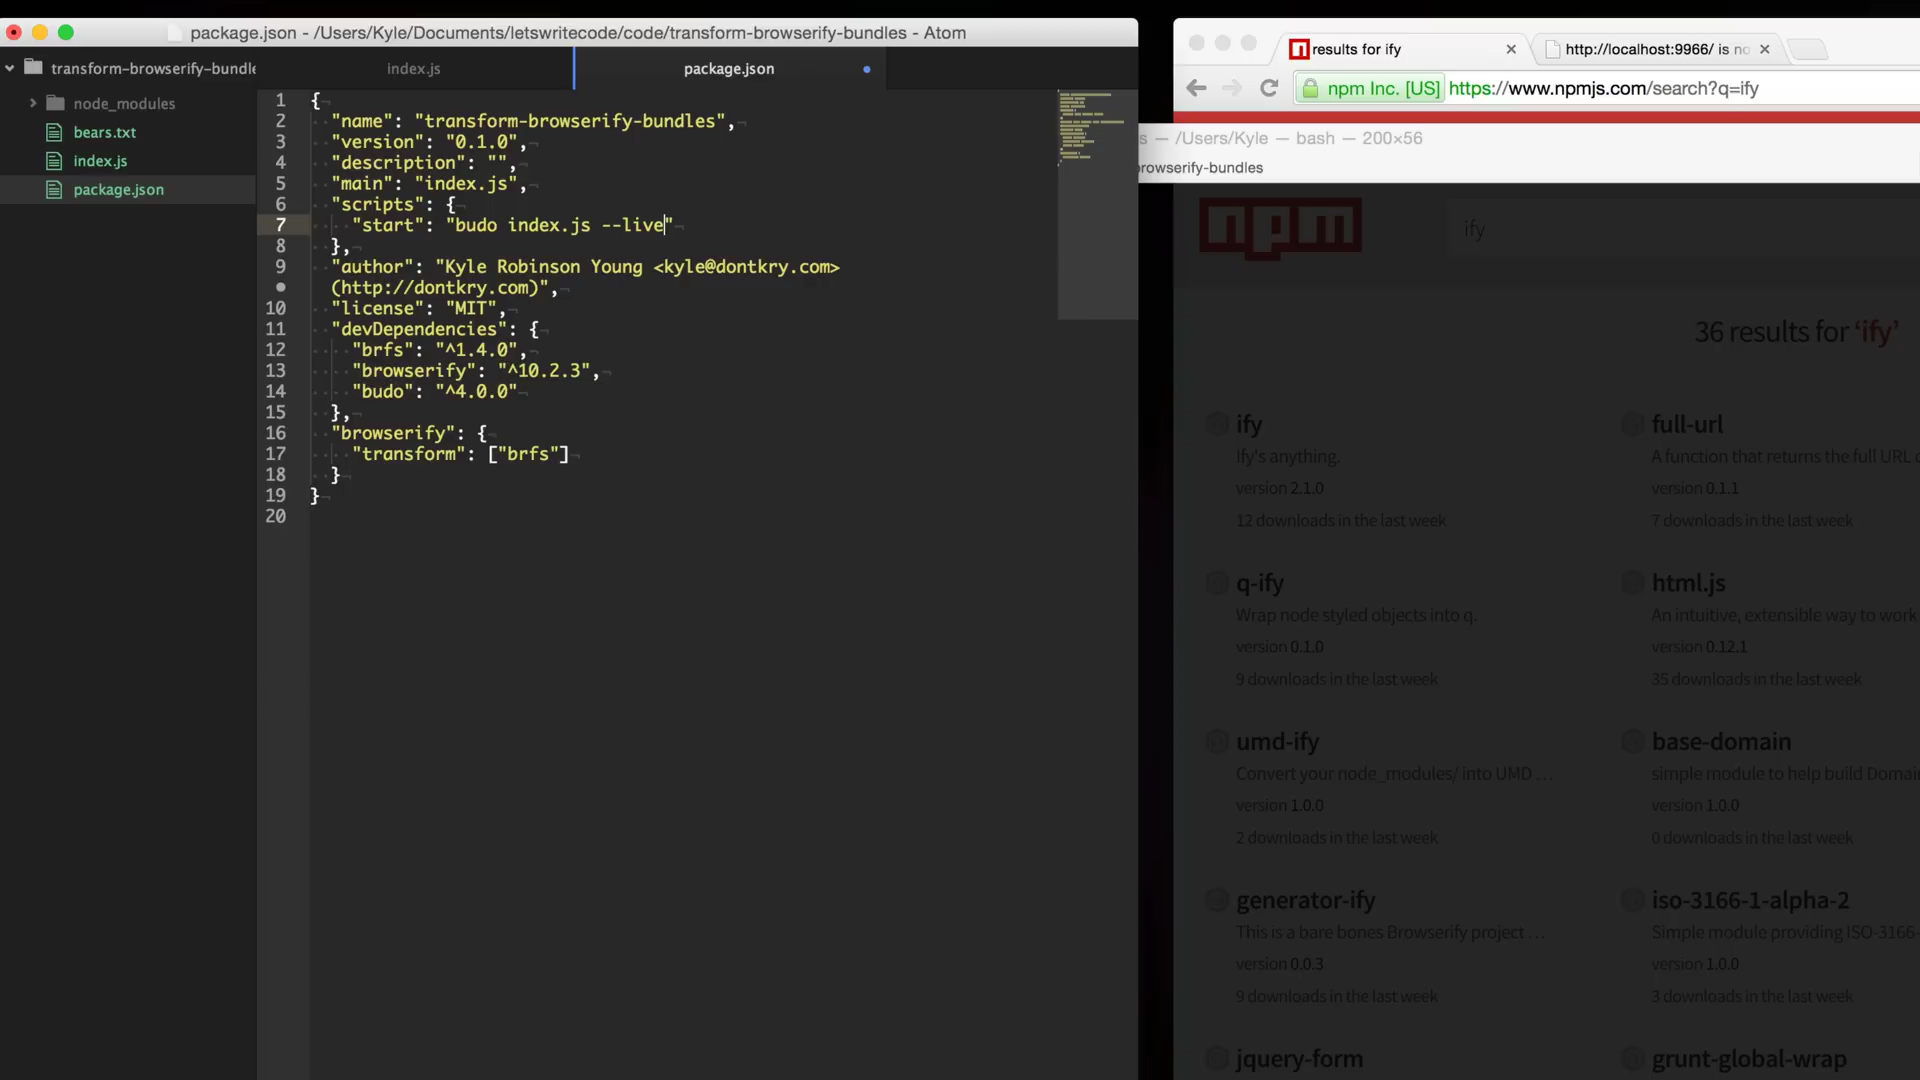 package.json - /Users/Kyle/Documents/letswritecode/code/transform-browserify-bundles - Atom
transform-browserify-bundle
node_modules
bears.txt
index.js
package.json
index.js
package.json
1 {
2 "name": "transform-browserify-bundles",
3 "version": "0.1.0",
4 "description": "",
5 "main": "index.js",
6 "scripts": {
7 "start": "budo index.js --live"
8 },
9 "author": "Kyle Robinson Young <kyle@dontkry.com>
(http://dontkry.com)",
10 "license": "MIT",
11 "devDependencies": {
12 "brfs": "^1.4.0",
13 "browserify": "^10.2.3",
14 "budo": "^4.0.0"
15 },
16 "browserify": {
17 "transform": ["brfs"]
18 }
19 }
20
results for ify
http://localhost:9966/ is no
npm Inc. [US] https://www.npmjs.com/search?q=ify
s — /Users/Kyle — bash — 200×56
rowserify-bundles
npm
ify
36 results for ‘ify’
ify
Ify's anything.
version 2.1.0
12 downloads in the last week
full-url
A function that returns the full URL
version 0.1.1
7 downloads in the last week
q-ify
Wrap node styled objects into q.
version 0.1.0
9 downloads in the last week
html.js
An intuitive, extensible way to work
version 0.12.1
35 downloads in the last week
umd-ify
Convert your node_modules/ into UMD ...
version 1.0.0
2 downloads in the last week
base-domain
simple module to help build Domai
version 1.0.0
0 downloads in the last week
generator-ify
This is a bare bones Browserify project ...
version 0.0.3
9 downloads in the last week
iso-3166-1-alpha-2
Simple module providing ISO-3166-
version 1.0.0
3 downloads in the last week
jquery-form
grunt-global-wrap